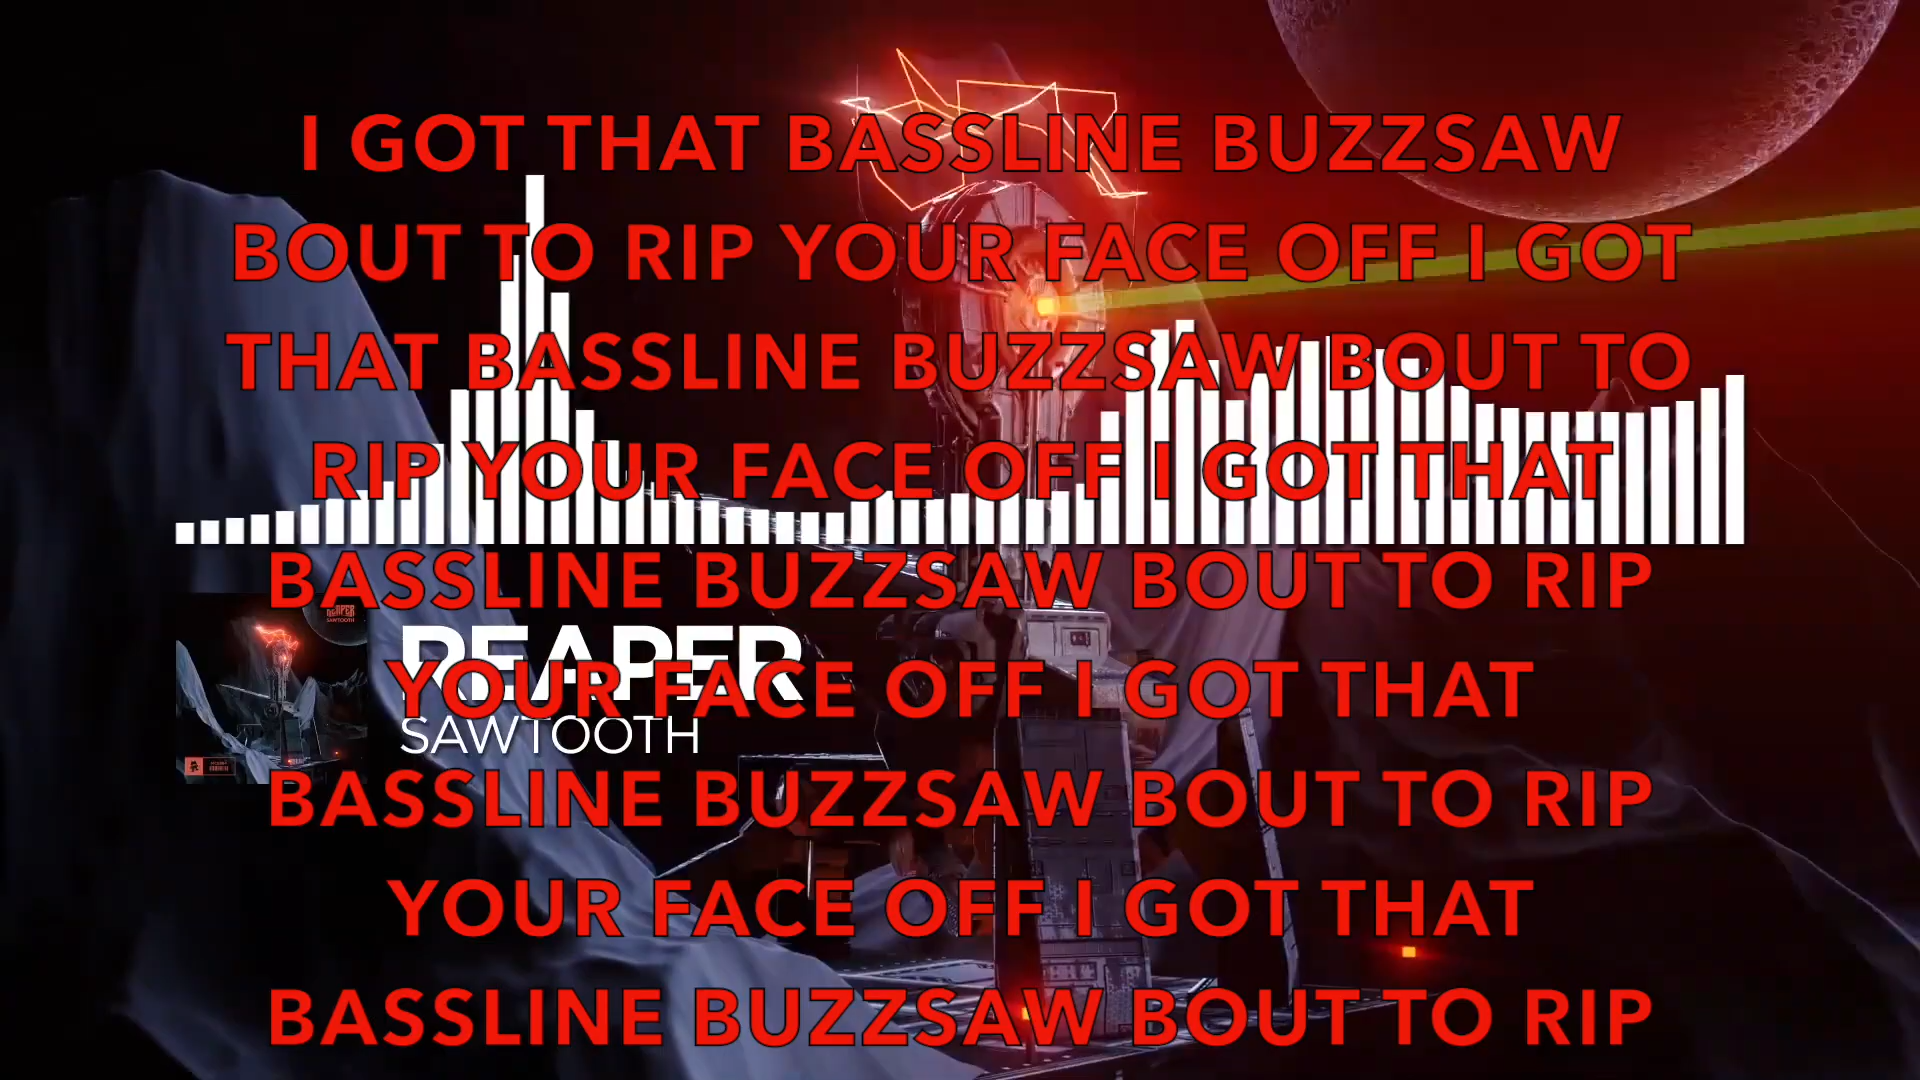 I GOT THAT BASSLINE BUZZSAW
BOUT TO RIP YOUR FACE OFF I GOT
THAT BASSLINE BUZZSAW BOUT TO
RIP YOUR FACE OFF I GOT THAT
BASSLINE BUZZSAW BOUT TO RIP
REAPER
SAWTOOTH
REAPER
YOUR FACE OFF I GOT THAT
SAWTOOTH
BASSLINE BUZZSAW BOUT TO RIP
YOUR FACE OFF I GOT THAT
BASSLINE BUZZSAW BOUT TO RIP